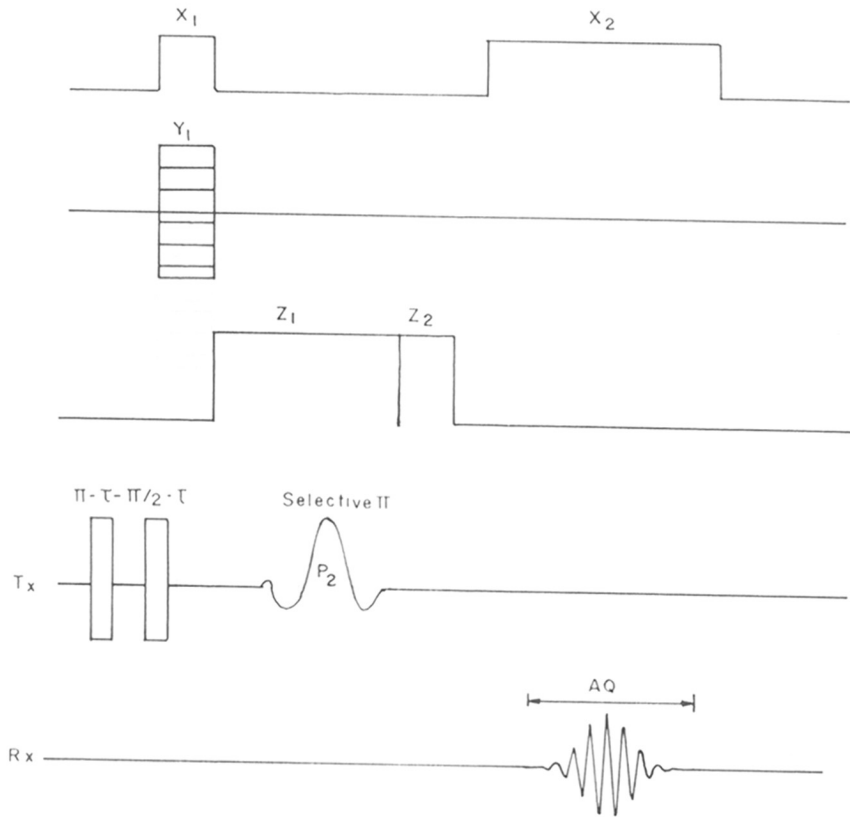 X₁ X₂
Y₁
Z₁ Z₂
Π - τ - Π/2 - τ Selective Π
Tx P₂
AQ
Rx